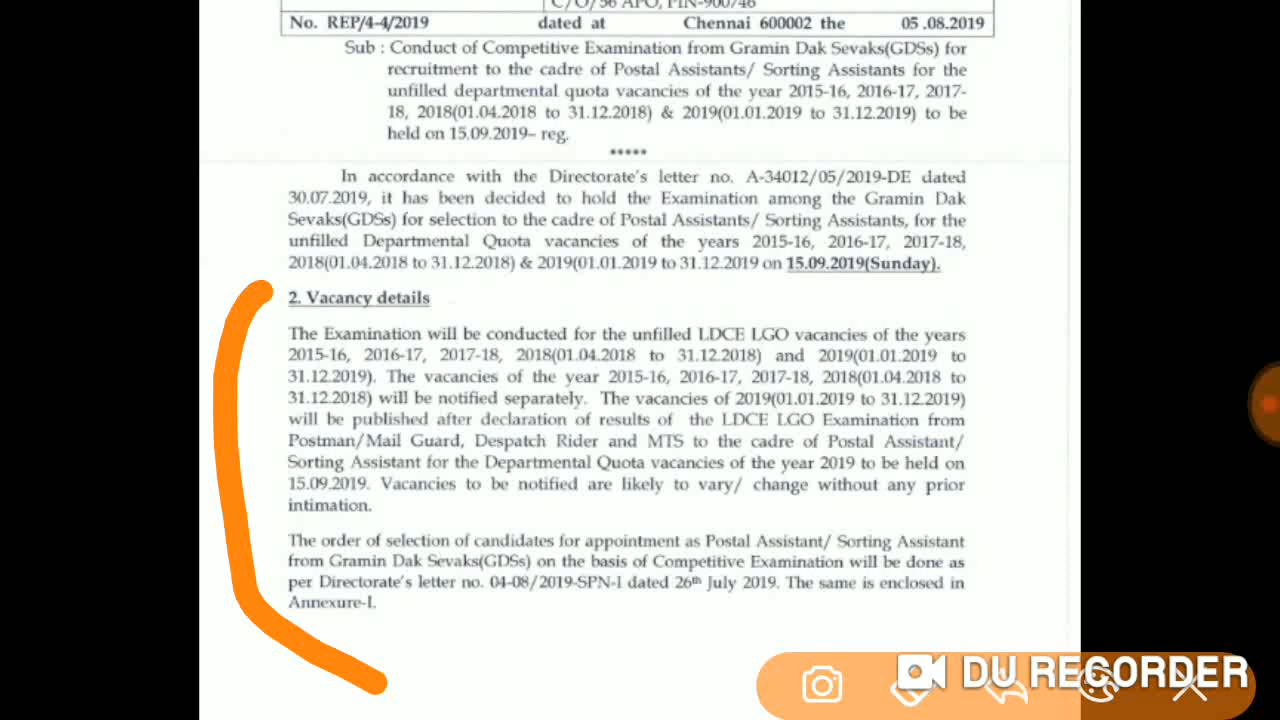 C/O/56 APO, PIN-900746
No. REP/4-4/2019 dated at Chennai 600002 the 05 .08.2019
Sub : Conduct of Competitive Examination from Gramin Dak Sevaks(GDSs) for
recruitment to the cadre of Postal Assistants/ Sorting Assistants for the
unfilled departmental quota vacancies of the year 2015-16, 2016-17, 2017-
18, 2018(01.04.2018 to 31.12.2018) & 2019(01.01.2019 to 31.12.2019) to be
held on 15.09.2019– reg.
*****
In accordance with the Directorate's letter no. A-34012/05/2019-DE dated
30.07.2019, it has been decided to hold the Examination among the Gramin Dak
Sevaks(GDSs) for selection to the cadre of Postal Assistants/ Sorting Assistants, for the
unfilled Departmental Quota vacancies of the years 2015-16, 2016-17, 2017-18,
2018(01.04.2018 to 31.12.2018) & 2019(01.01.2019 to 31.12.2019 on 15.09.2019(Sunday).
2. Vacancy details
The Examination will be conducted for the unfilled LDCE LGO vacancies of the years
2015-16, 2016-17, 2017-18, 2018(01.04.2018 to 31.12.2018) and 2019(01.01.2019 to
31.12.2019). The vacancies of the year 2015-16, 2016-17, 2017-18, 2018(01.04.2018 to
31.12.2018) will be notified separately. The vacancies of 2019(01.01.2019 to 31.12.2019)
will be published after declaration of results of the LDCE LGO Examination from
Postman/Mail Guard, Despatch Rider and MTS to the cadre of Postal Assistant/
Sorting Assistant for the Departmental Quota vacancies of the year 2019 to be held on
15.09.2019. Vacancies to be notified are likely to vary/ change without any prior
intimation.
The order of selection of candidates for appointment as Postal Assistant/ Sorting Assistant
from Gramin Dak Sevaks(GDSs) on the basis of Competitive Examination will be done as
per Directorate's letter no. 04-08/2019-SPN-I dated 26th July 2019. The same is enclosed in
Annexure-I.
DU RECORDER